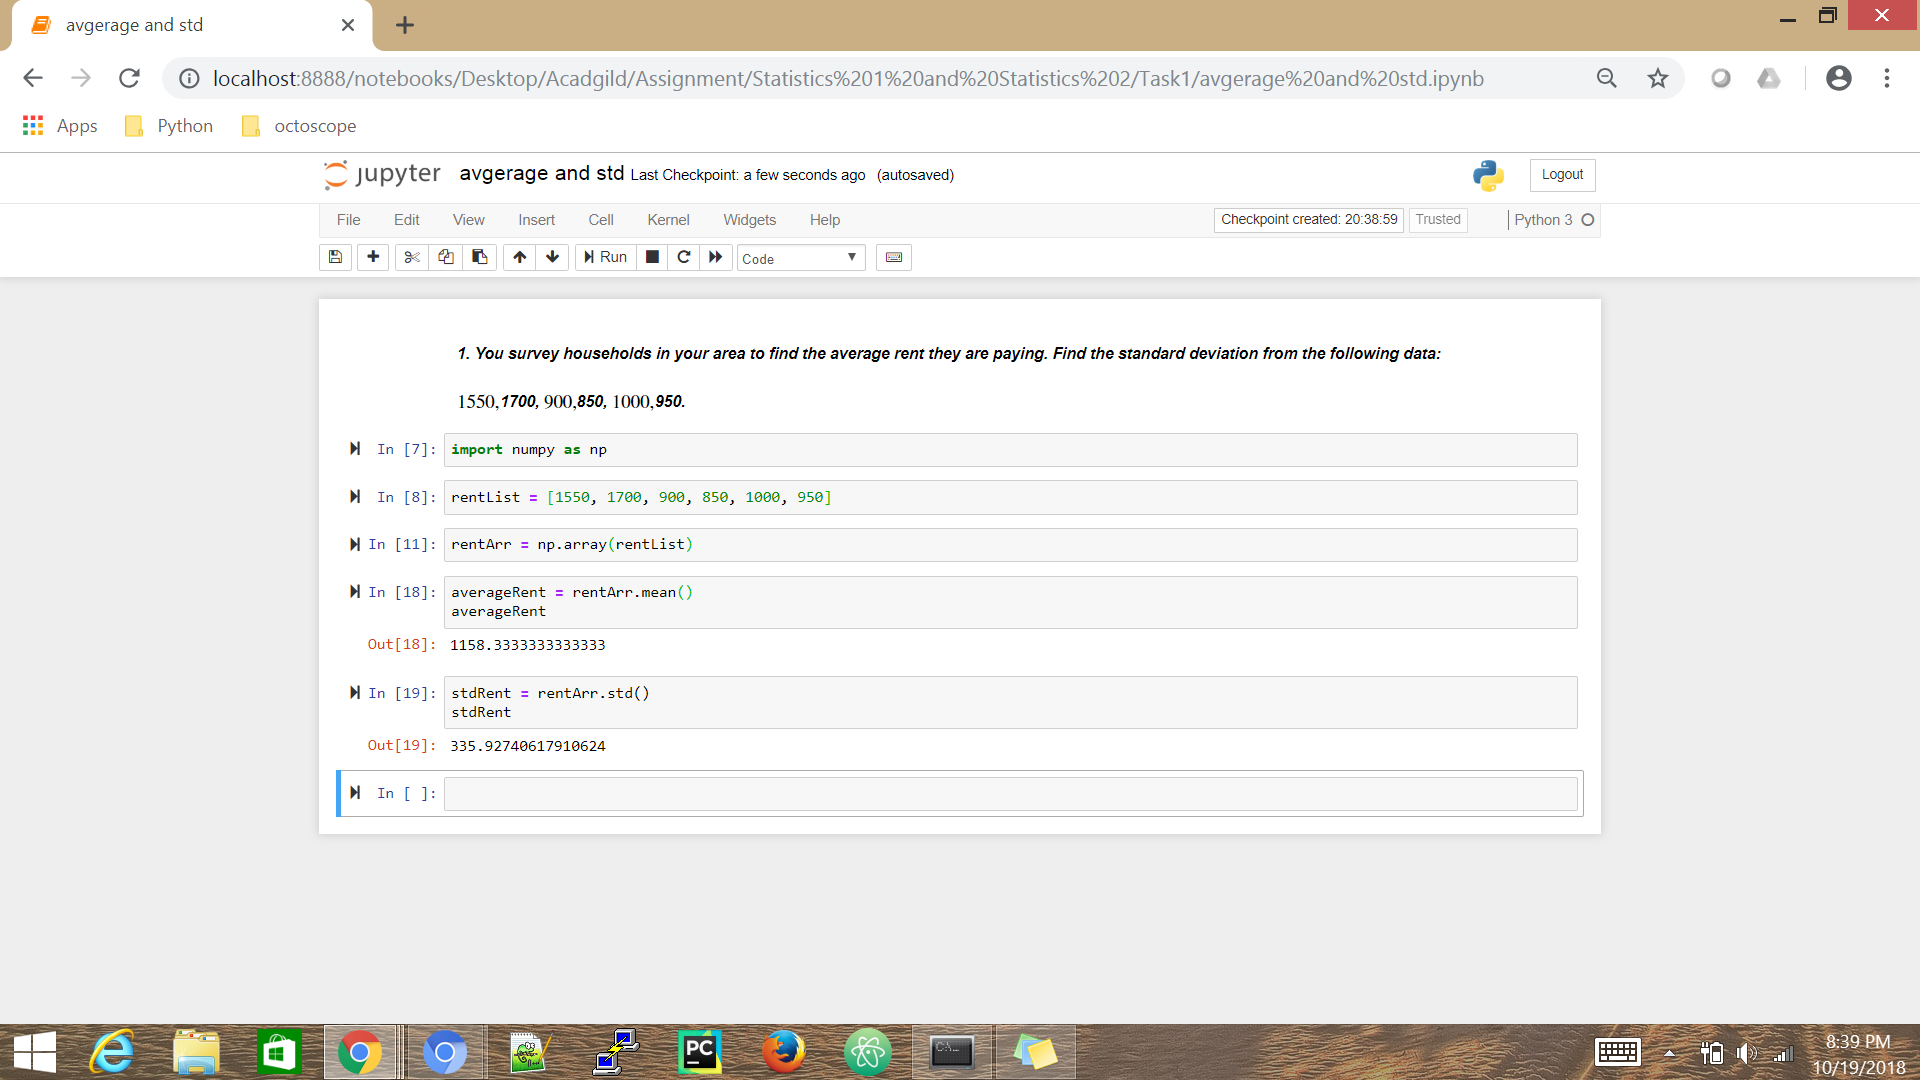 avgerage and std
localhost:8888/notebooks/Desktop/Acadgild/Assignment/Statistics%201%20and%20Statistics%202/Task1/avgerage%20and%20std.ipynb
Apps Python octoscope
jupyter avgerage and std Last Checkpoint: a few seconds ago (autosaved) Logout
File Edit View Insert Cell Kernel Widgets Help Checkpoint created: 20:38:59 Trusted Python 3
Run Code
1. You survey households in your area to find the average rent they are paying. Find the standard deviation from the following data:
1550,1700, 900,850, 1000,950.
In [7]: import numpy as np
In [8]: rentList = [1550, 1700, 900, 850, 1000, 950]
In [11]: rentArr = np.array(rentList)
In [18]: averageRent = rentArr.mean()
averageRent
Out[18]: 1158.3333333333333
In [19]: stdRent = rentArr.std()
stdRent
Out[19]: 335.92740617910624
In [ ]:
PC
C:\...
8:39 PM
10/19/2018